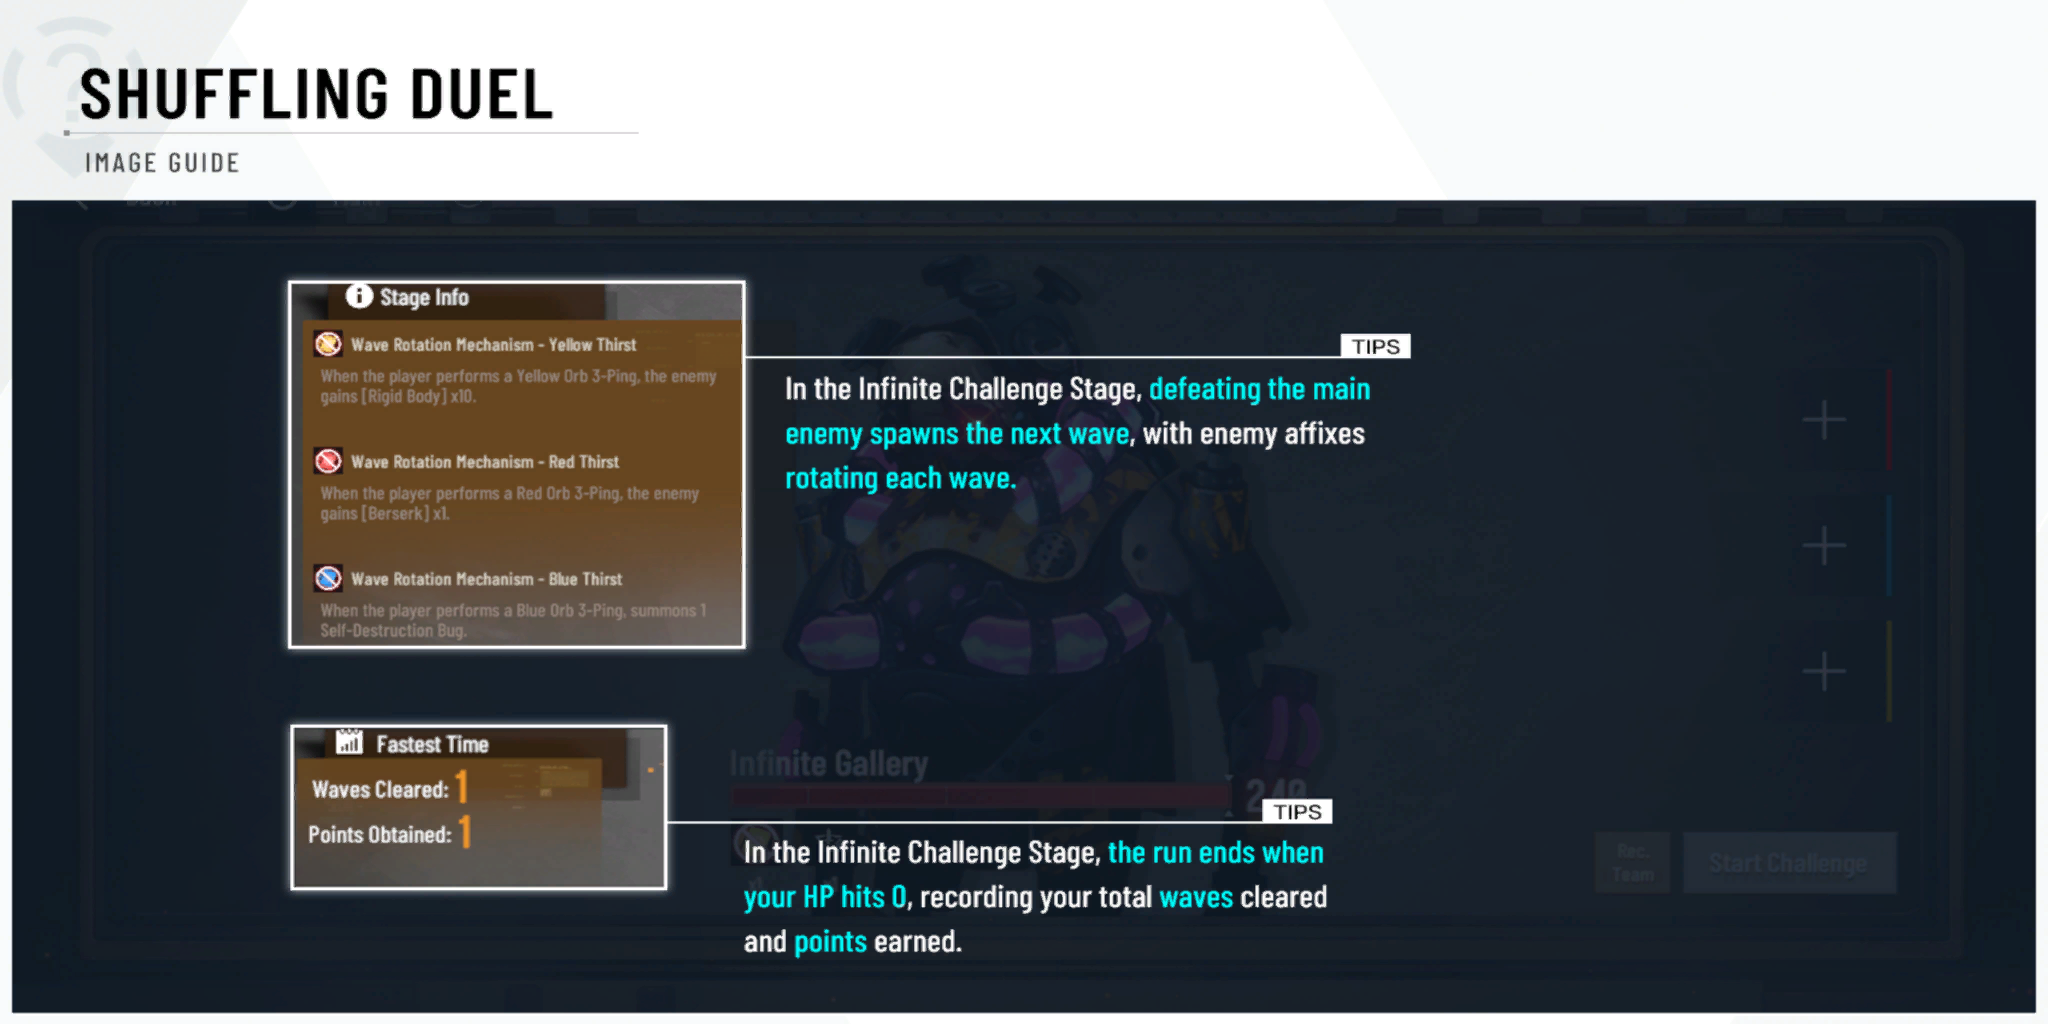 SHUFFLING DUEL
IMAGE GUIDE
Stage Info
Wave Rotation Mechanism - Yellow Thirst
When the player performs a Yellow Orb 3-Ping, the enemy
gains [Rigid Body] x10.
Wave Rotation Mechanism - Red Thirst
When the player performs a Red Orb 3-Ping, the enemy
gains [Berserk] x1.
Wave Rotation Mechanism - Blue Thirst
When the player performs a Blue Orb 3-Ping, summons 1
Self-Destruction Bug.
TIPS
In the Infinite Challenge Stage, defeating the main
enemy spawns the next wave, with enemy affixes
rotating each wave.
Fastest Time
Waves Cleared: 1
Points Obtained: 1
Infinite Gallery
240
TIPS
In the Infinite Challenge Stage, the run ends when
your HP hits 0, recording your total waves cleared
and points earned.
Rec.
Team
Start Challenge